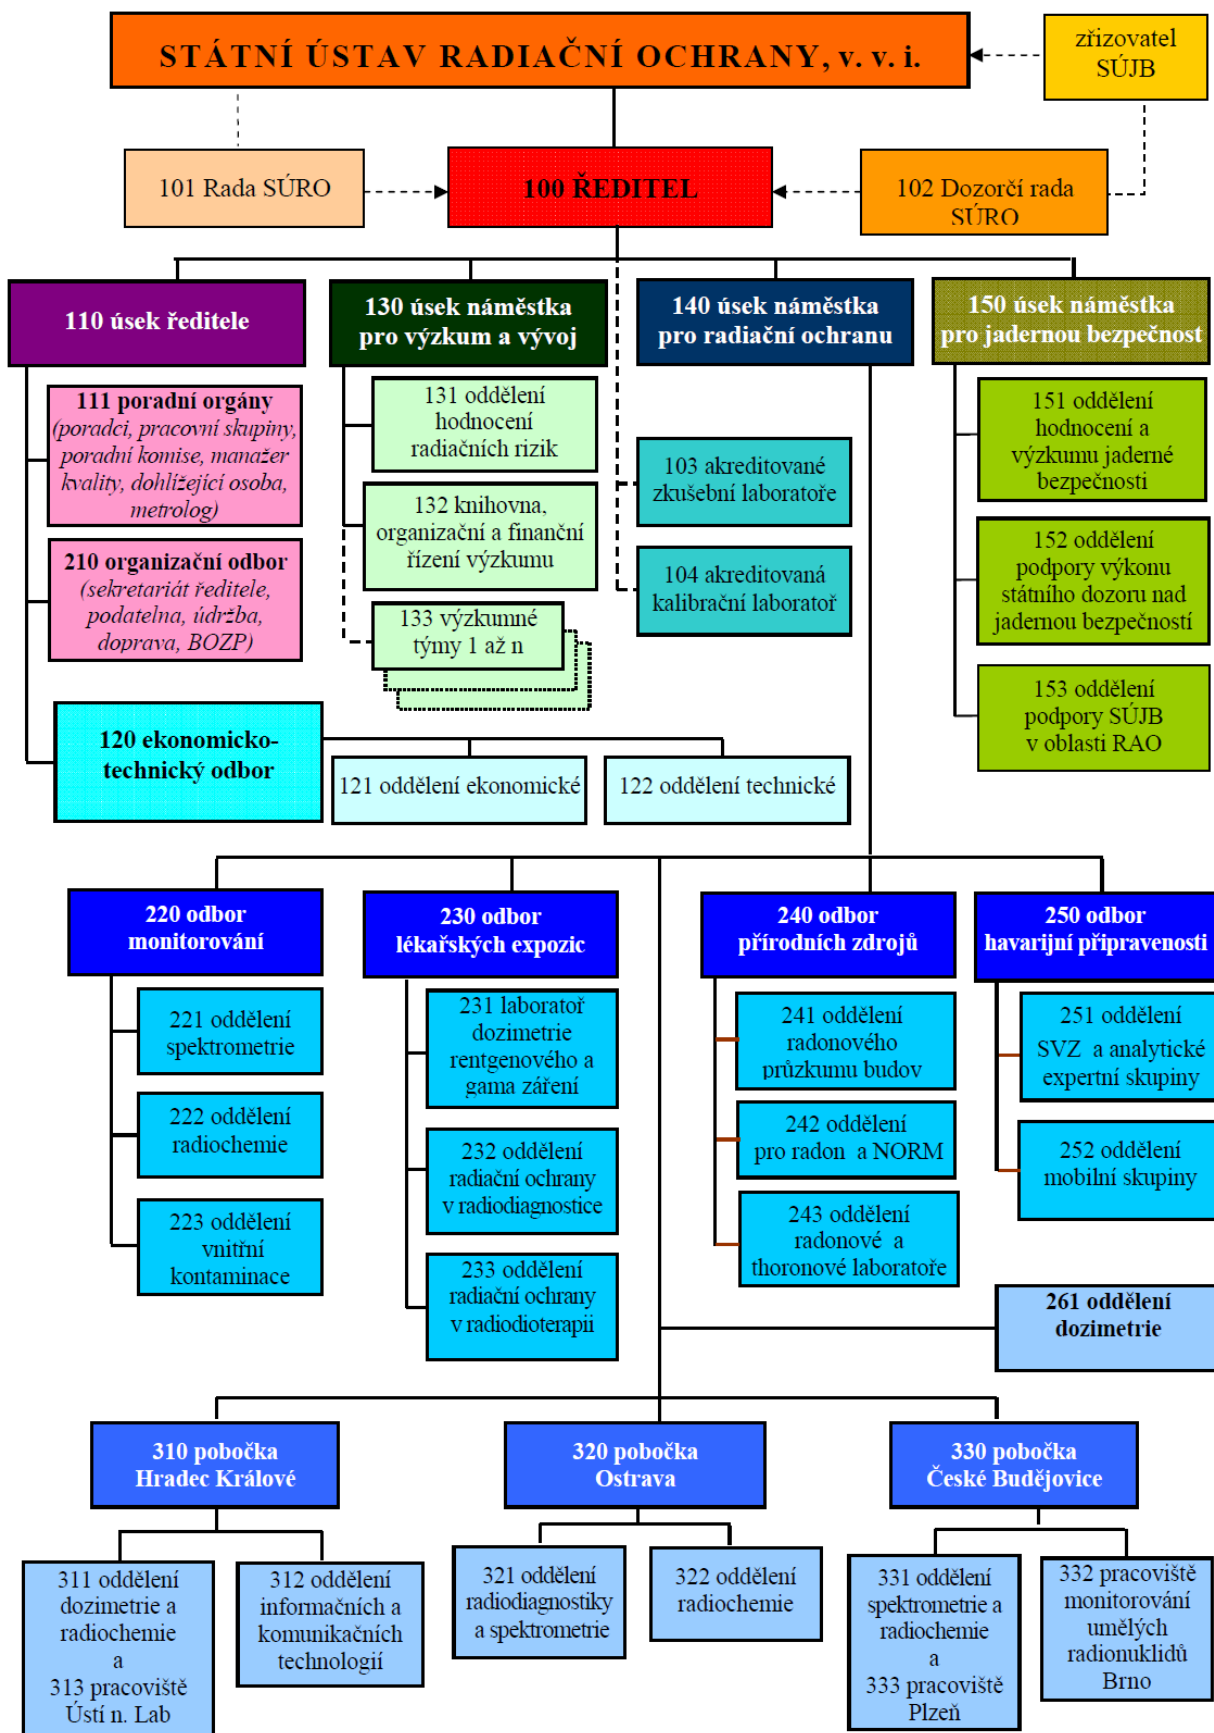 STÁTNÍ ÚSTAV RADIAČNÍ OCHRANY, v. v. i.
zřizovatel
SÚJB
101 Rada SÚRO
100 ŘEDITEL
102 Dozorčí rada
SÚRO
110 úsek ředitele
130 úsek náměstka
pro výzkum a vývoj
140 úsek náměstka
pro radiační ochranu
150 úsek náměstka
pro jadernou bezpečnost
111 poradní orgány
(poradci, pracovní skupiny,
poradní komise, manažer
kvality, dohlížející osoba,
metrolog)
210 organizační odbor
(sekretariát ředitele,
podatelna, údržba,
doprava, BOZP)
120 ekonomicko-
technický odbor
121 oddělení ekonomické
122 oddělení technické
131 oddělení
hodnocení
radiačních rizik
132 knihovna,
organizační a finanční
řízení výzkumu
133 výzkumné
týmy 1 až n
103 akreditované
zkušební laboratoře
104 akreditovaná
kalibrační laboratoř
151 oddělení
hodnocení a
výzkumu jaderné
bezpečnosti
152 oddělení
podpory výkonu
státního dozoru nad
jadernou bezpečností
153 oddělení
podpory SÚJB
v oblasti RAO
220 odbor
monitorování
230 odbor
lékařských expozic
240 odbor
přírodních zdrojů
250 odbor
havarijní připravenosti
221 oddělení
spektrometrie
222 oddělení
radiochemie
223 oddělení
vnitřní
kontaminace
231 laboratoř
dozimetrie
rentgenového a
gama záření
232 oddělení
radiační ochrany
v radiodiagnostice
233 oddělení
radiační ochrany
v radiodioterapii
241 oddělení
radonového
průzkumu budov
242 oddělení
pro radon a NORM
243 oddělení
radonové a
thoronové laboratoře
251 oddělení
SVZ a analytické
expertní skupiny
252 oddělení
mobilní skupiny
261 oddělení
dozimetrie
310 pobočka
Hradec Králové
320 pobočka
Ostrava
330 pobočka
České Budějovice
311 oddělení
dozimetrie a
radiochemie
a
313 pracoviště
Ústí n. Lab
312 oddělení
informačních a
komunikačních
technologií
321 oddělení
radiodiagnostiky
a spektrometrie
322 oddělení
radiochemie
331 oddělení
spektrometrie a
radiochemie
a
333 pracoviště
Plzeň
332 pracoviště
monitorování
umělých
radionuklidů
Brno